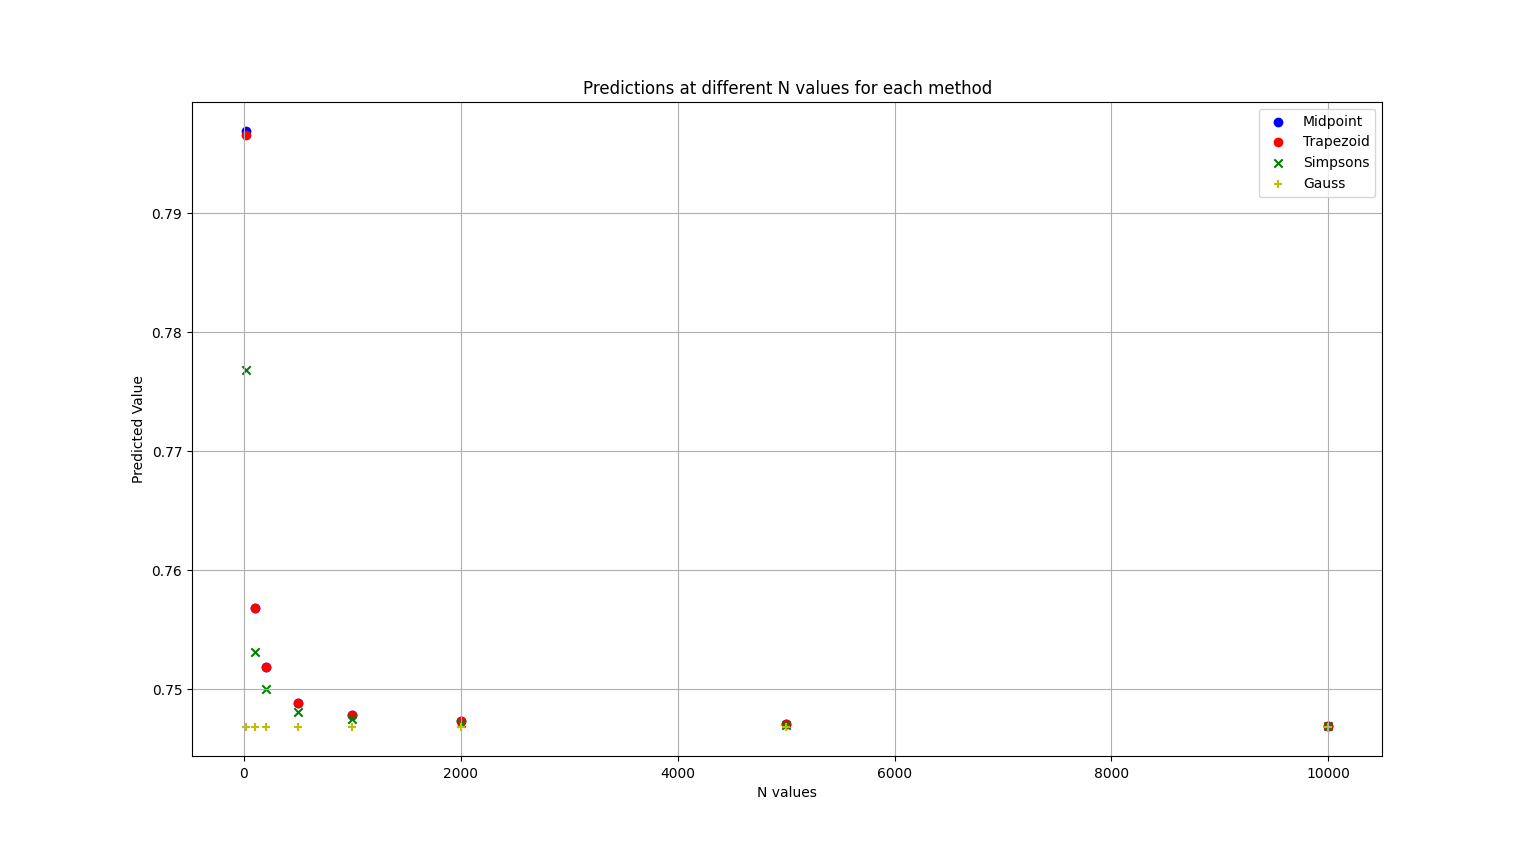 Predictions at different N values for each method
Midpoint
Trapezoid
Simpsons
Gauss
0.79
0.78
0.77
0.76
0.75
Predicted Value
0 2000 4000 6000 8000 10000
N values